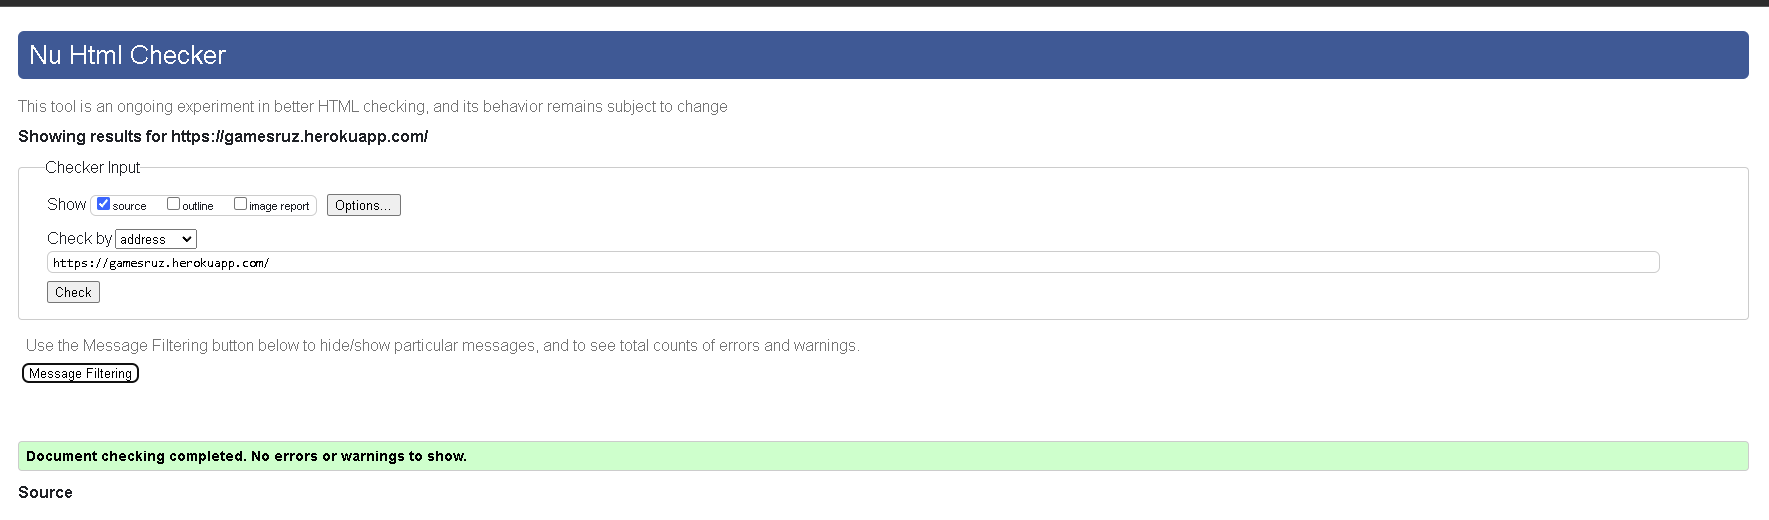 Nu Html Checker
This tool is an ongoing experiment in better HTML checking, and its behavior remains subject to change
Showing results for https://gamesruz.herokuapp.com/
Checker Input
Show source outline image report Options...
Check by address
https://gamesruz.herokuapp.com/
Check
Use the Message Filtering button below to hide/show particular messages, and to see total counts of errors and warnings.
Message Filtering
Document checking completed. No errors or warnings to show.
Source